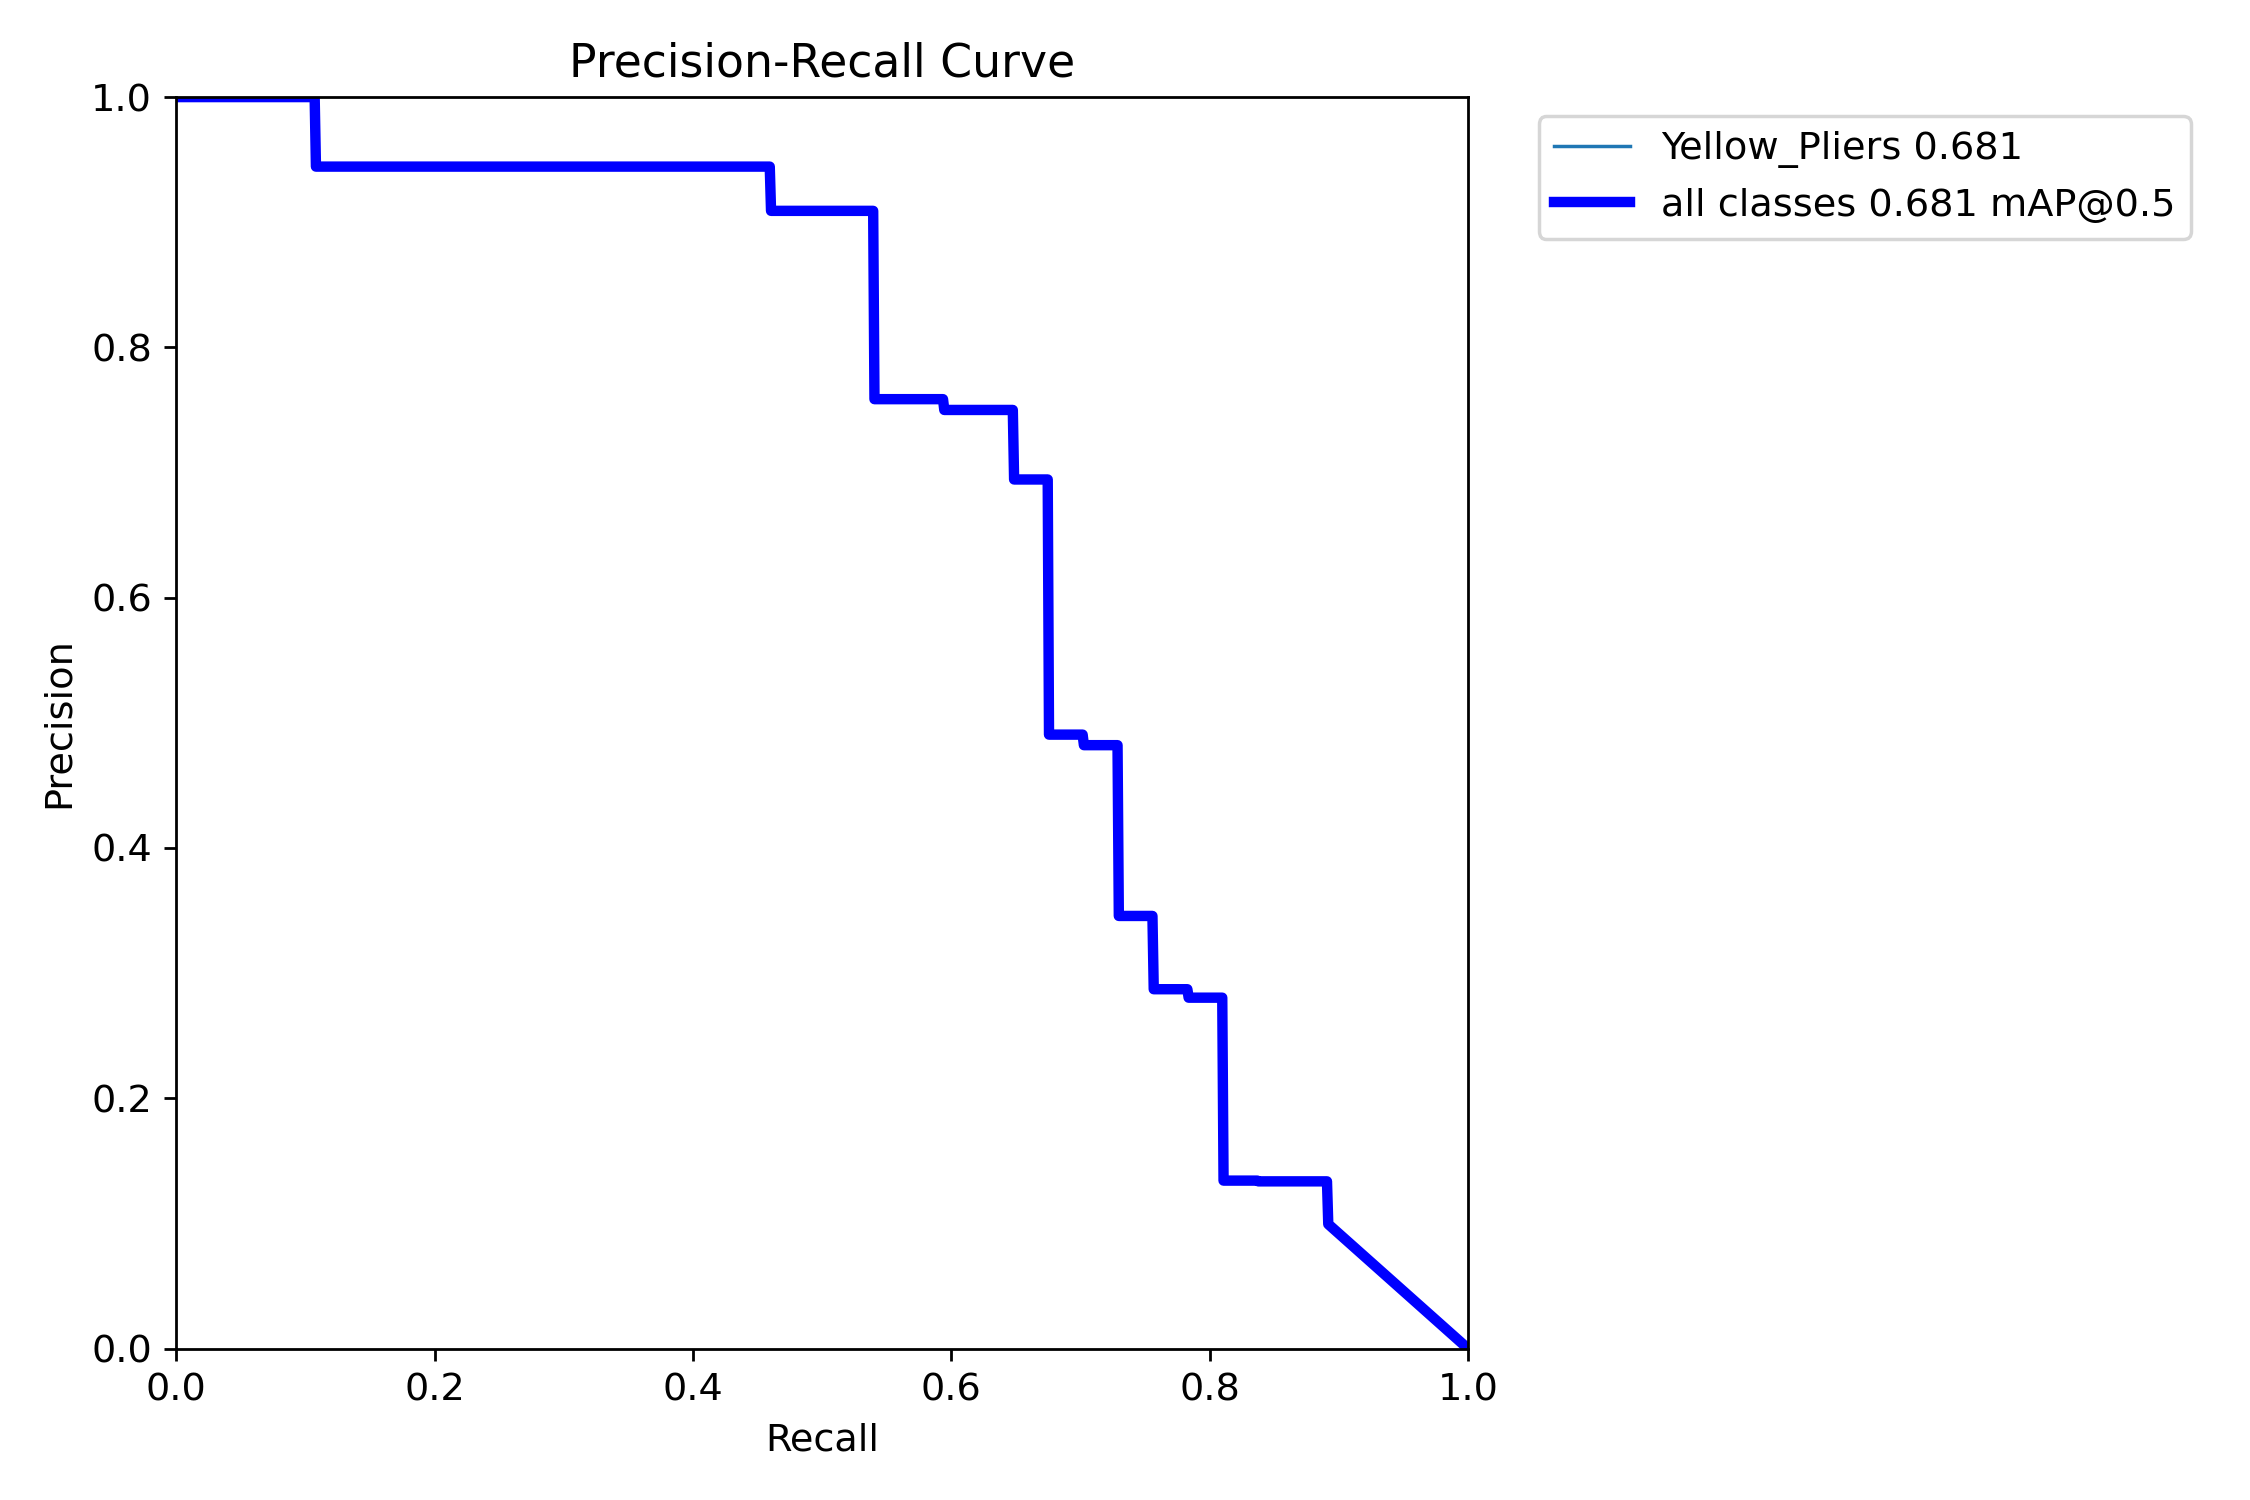 Precision-Recall Curve
1.0
0.8
0.6
0.4
0.2
0.0
Precision
0.0 0.2 0.4 0.6 0.8 1.0
Recall
Yellow_Pliers 0.681
all classes 0.681 mAP@0.5